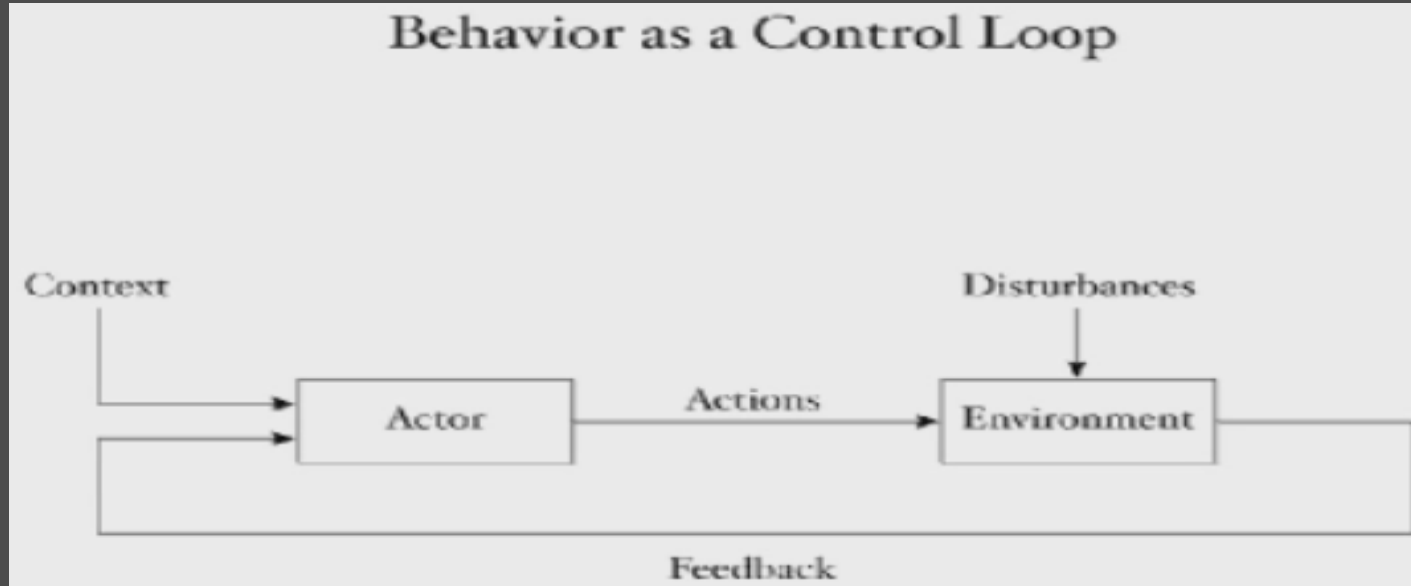 Behavior as a Control Loop
Context
Disturbances
Actor
Actions
Environment
Feedback